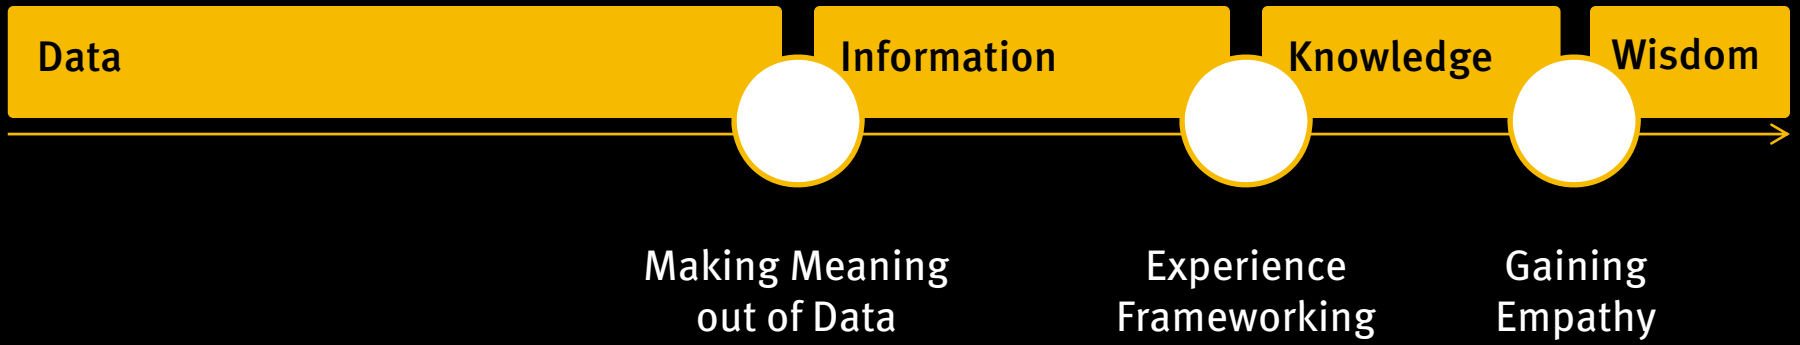 Data
Information
Knowledge
Wisdom
Making Meaning
out of Data
Experience
Frameworking
Gaining
Empathy